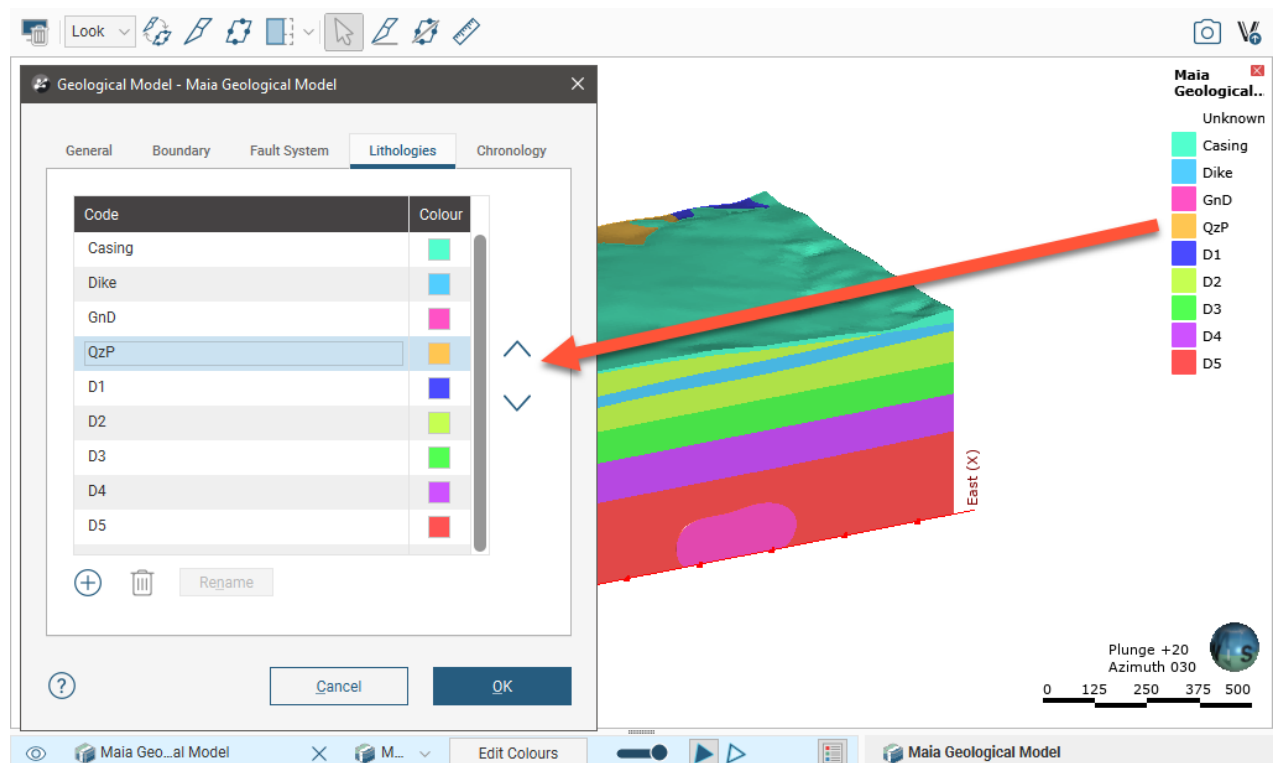 Look
Geological Model - Maia Geological Model
General Boundary Fault System Lithologies Chronology
Code Colour
Casing
Dike
GnD
QzP
D1
D2
D3
D4
D5
Rename
? Cancel OK
Maia
Geological..
Unknown
Casing
Dike
GnD
QzP
D1
D2
D3
D4
D5
East (X)
S
Plunge +20
Azimuth 030
0 125 250 375 500
Maia Geo...al Model M... Edit Colours Maia Geological Model